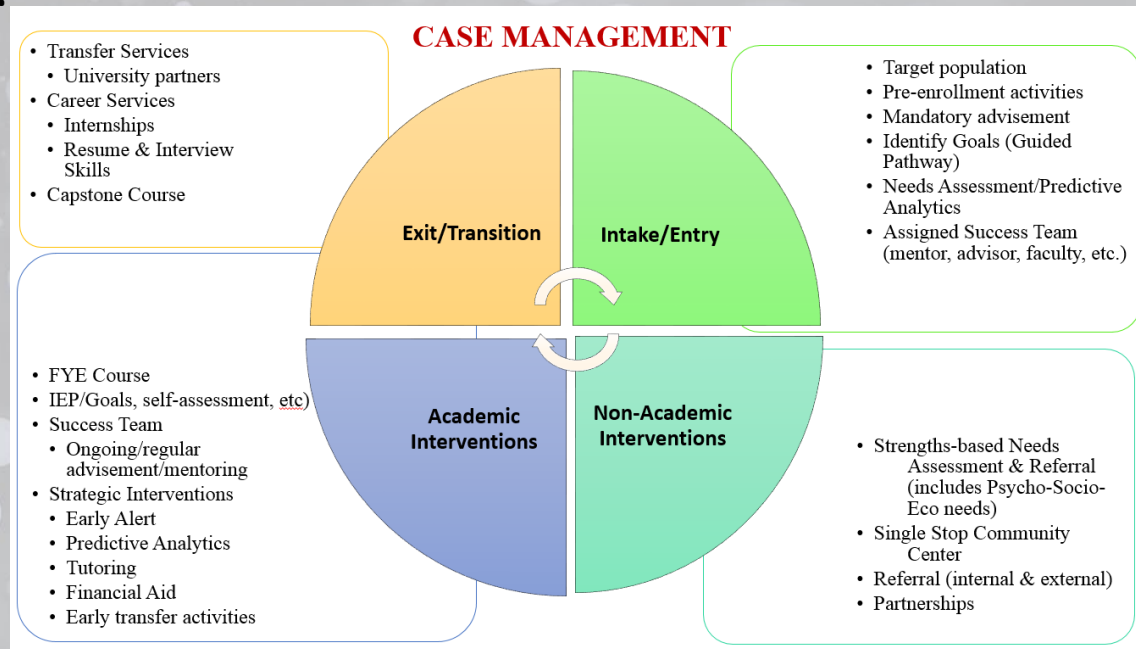 CASE MANAGEMENT
• Transfer Services
• University partners
• Career Services
• Internships
• Resume & Interview
Skills
• Capstone Course
• Target population
• Pre-enrollment activities
• Mandatory advisement
• Identify Goals (Guided
Pathway)
• Needs Assessment/Predictive
Analytics
• Assigned Success Team
(mentor, advisor, faculty, etc.)
Exit/Transition
Intake/Entry
Academic
Interventions
Non-Academic
Interventions
• FYE Course
• IEP/Goals, self-assessment, etc)
• Success Team
• Ongoing/regular
advisement/mentoring
• Strategic Interventions
• Early Alert
• Predictive Analytics
• Tutoring
• Financial Aid
• Early transfer activities
• Strengths-based Needs
Assessment & Referral
(includes Psycho-Socio-
Eco needs)
• Single Stop Community
Center
• Referral (internal & external)
• Partnerships